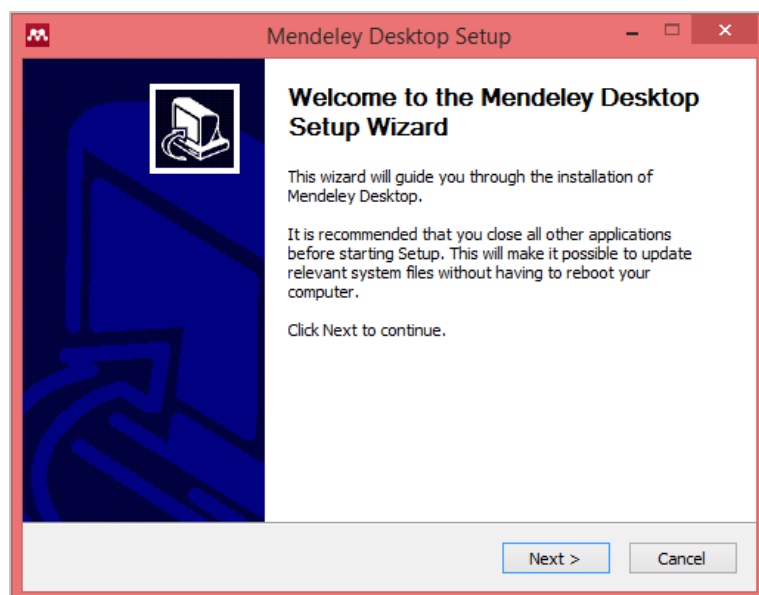 Mendeley Desktop Setup
Welcome to the Mendeley Desktop
Setup Wizard
This wizard will guide you through the installation of
Mendeley Desktop.
It is recommended that you close all other applications
before starting Setup. This will make it possible to update
relevant system files without having to reboot your
computer.
Click Next to continue.
Next >
Cancel